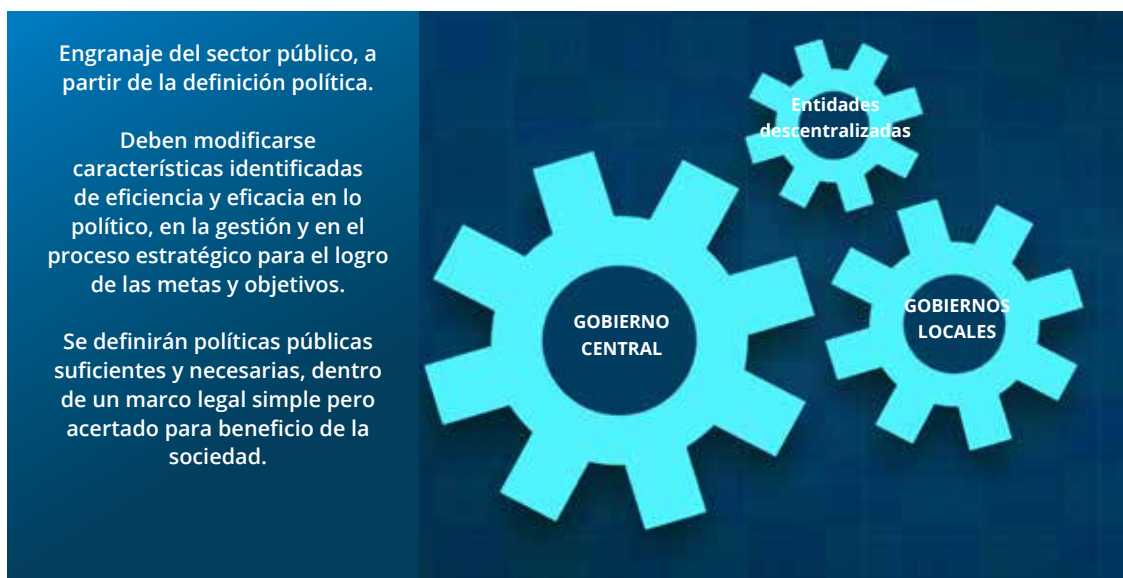 Engranaje del sector público, a
partir de la definición política.
Deben modificarse
características identificadas
de eficiencia y eficacia en lo
político, en la gestión y en el
proceso estratégico para el logro
de las metas y objetivos.
Se definirán políticas públicas
suficientes y necesarias, dentro
de un marco legal simple pero
acertado para beneficio de la
sociedad.
Entidades
descentralizadas
GOBIERNO
CENTRAL
GOBIERNOS
LOCALES